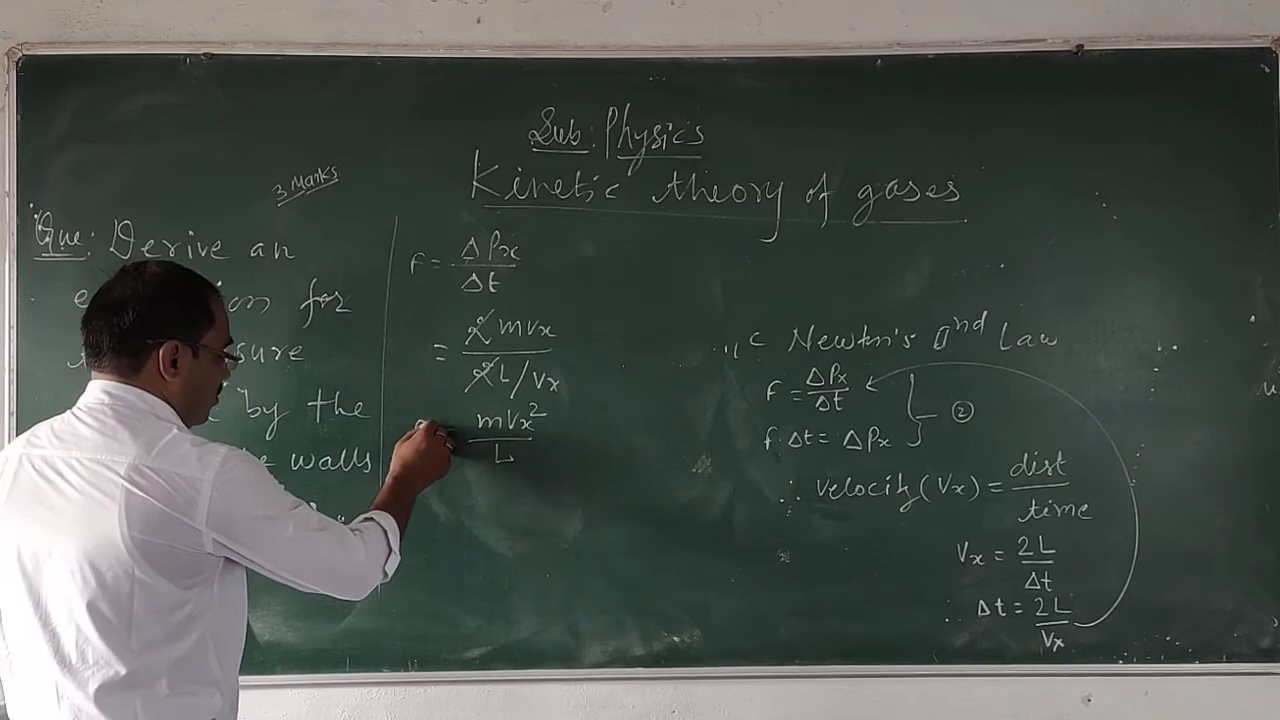 Sub: Physics
Kinetic theory of gases
3 Marks
Que: Derive an
for
sure
by the
walls
F = ΔPx / Δt
= 2mVx / 2L/Vx
mVx² / L
Newton's IInd Law
F = ΔPx / Δt
F·Δt = ΔPx } ②
∴ Velocity (Vx) = dist / time
Vx = 2L / Δt
∴ Δt = 2L / Vx